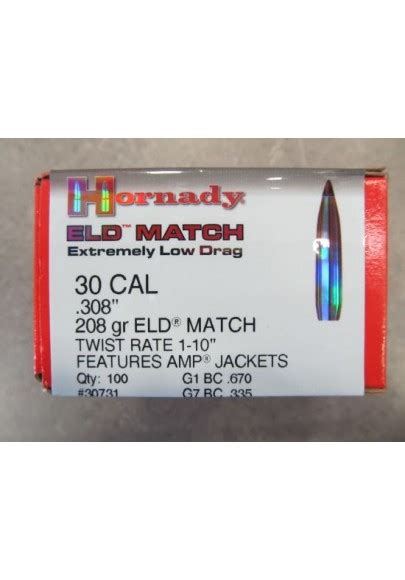 Hornady
ELD™ MATCH
Extremely Low Drag
30 CAL
.308"
208 gr ELD® MATCH
TWIST RATE 1-10"
FEATURES AMP® JACKETS
Qty: 100 G1 BC .670
#30731 G7 BC .335